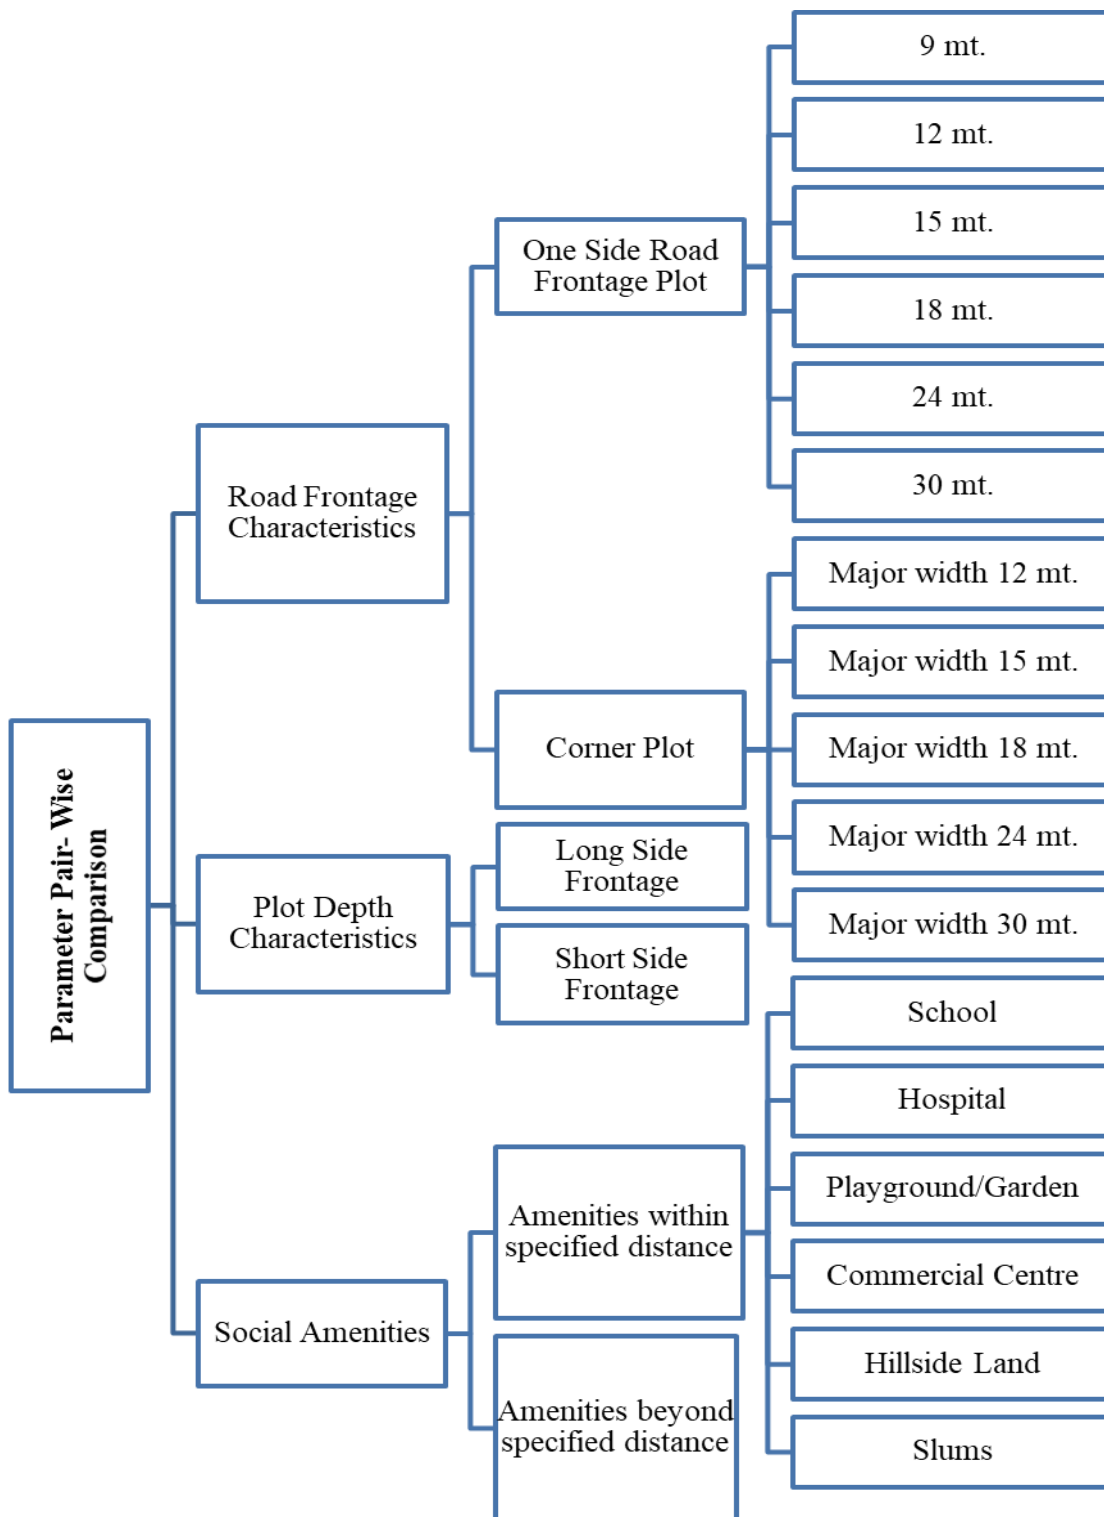 Parameter Pair- Wise
Comparison
Road Frontage
Characteristics
One Side Road
Frontage Plot
9 mt.
12 mt.
15 mt.
18 mt.
24 mt.
30 mt.
Corner Plot
Major width 12 mt.
Major width 15 mt.
Major width 18 mt.
Major width 24 mt.
Major width 30 mt.
Plot Depth
Characteristics
Long Side
Frontage
Short Side
Frontage
Social Amenities
Amenities within
specified distance
School
Hospital
Playground/Garden
Commercial Centre
Hillside Land
Slums
Amenities beyond
specified distance